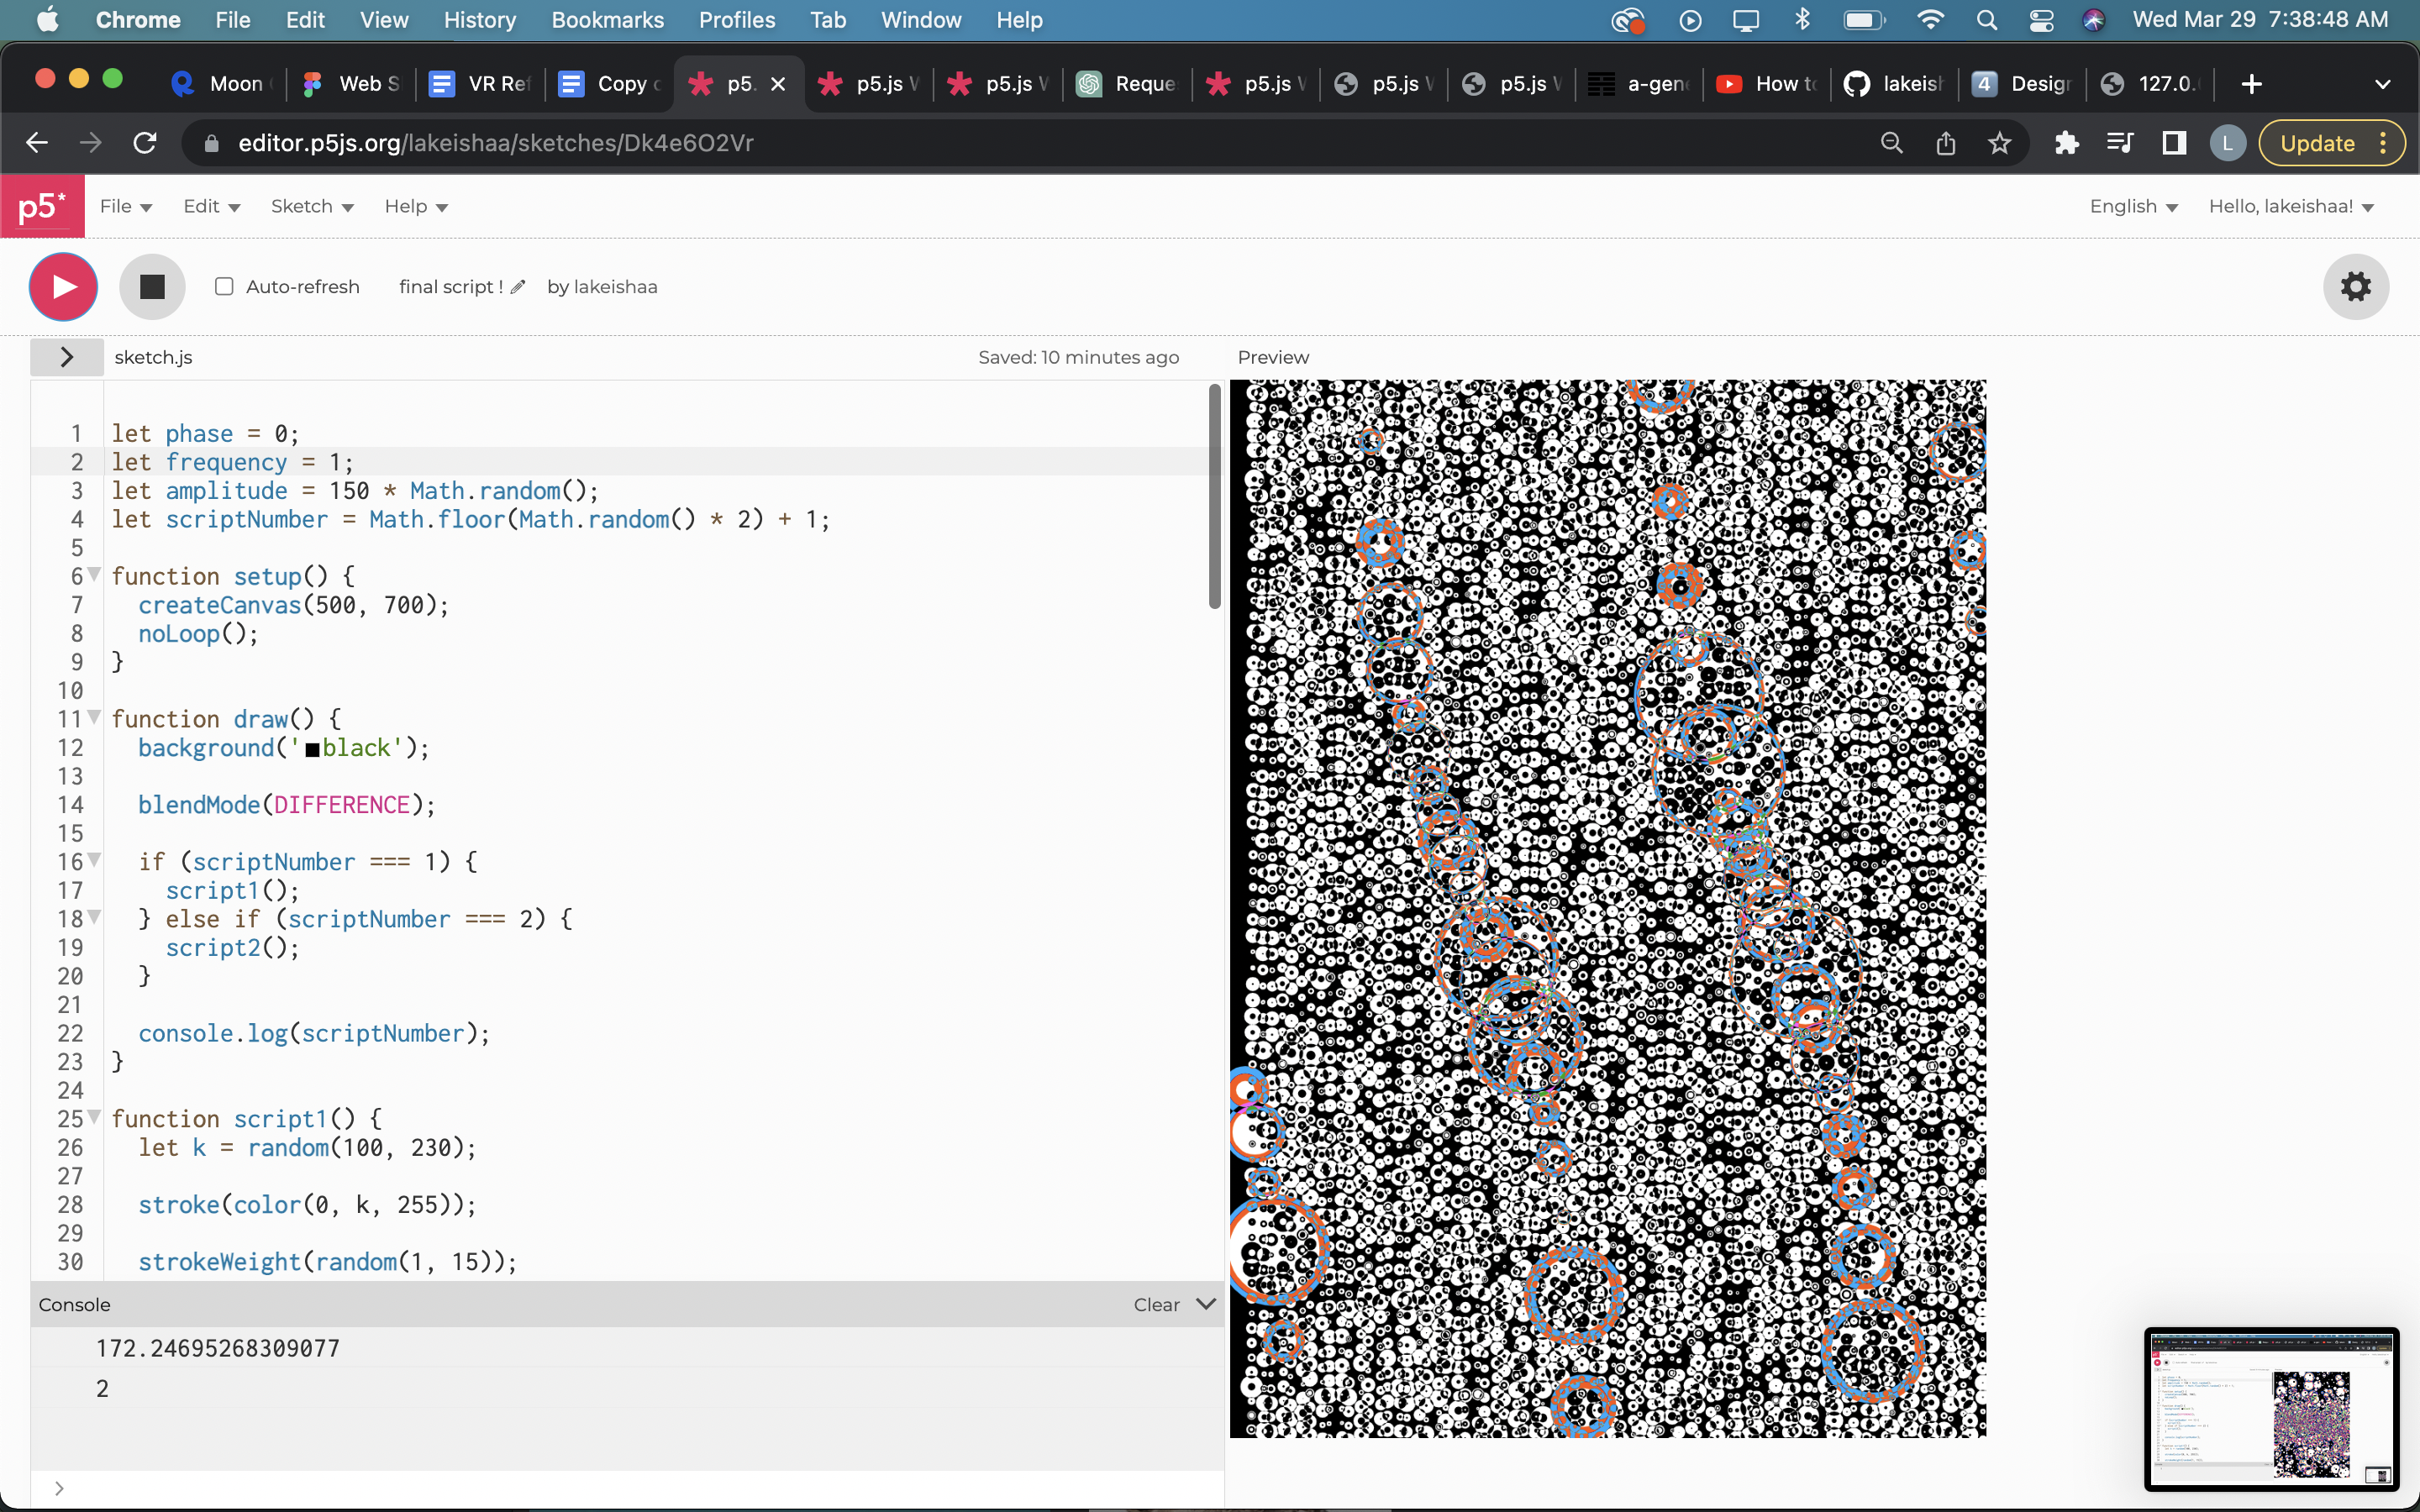 Chrome File Edit View History Bookmarks Profiles Tab Window Help Wed Mar 29 7:38:48 AM
Moon Web S VR Ref Copy p5. p5.js p5.js Reque p5.js p5.js p5.js a-gen How to lakeish 4 Design 127.0.
editor.p5js.org/lakeishaa/sketches/Dk4e6O2Vr L Update
p5* File Edit Sketch Help English Hello, lakeishaa!
Auto-refresh final script ! by lakeishaa
sketch.js Saved: 10 minutes ago Preview
1 let phase = 0;
2 let frequency = 1;
3 let amplitude = 150 * Math.random();
4 let scriptNumber = Math.floor(Math.random() * 2) + 1;
5
6 function setup() {
7 createCanvas(500, 700);
8 noLoop();
9 }
10
11 function draw() {
12 background('black');
13
14 blendMode(DIFFERENCE);
15
16 if (scriptNumber === 1) {
17 script1();
18 } else if (scriptNumber === 2) {
19 script2();
20 }
21
22 console.log(scriptNumber);
23 }
24
25 function script1() {
26 let k = random(100, 230);
27
28 stroke(color(0, k, 255));
29
30 strokeWeight(random(1, 15));
Console Clear
172.24695268309077
2